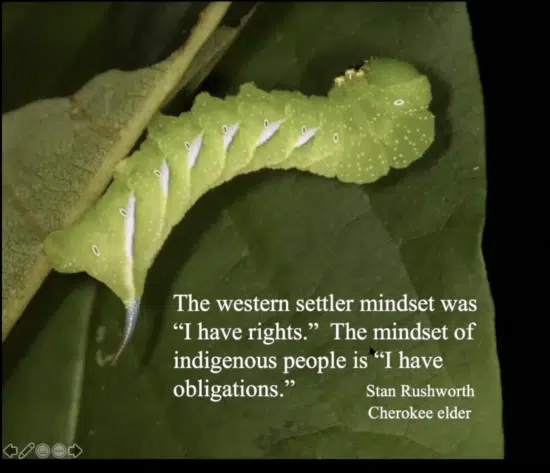 The western settler mindset was
“I have rights.”  The mindset of
indigenous people is “I have
obligations.”
Stan Rushworth
Cherokee elder